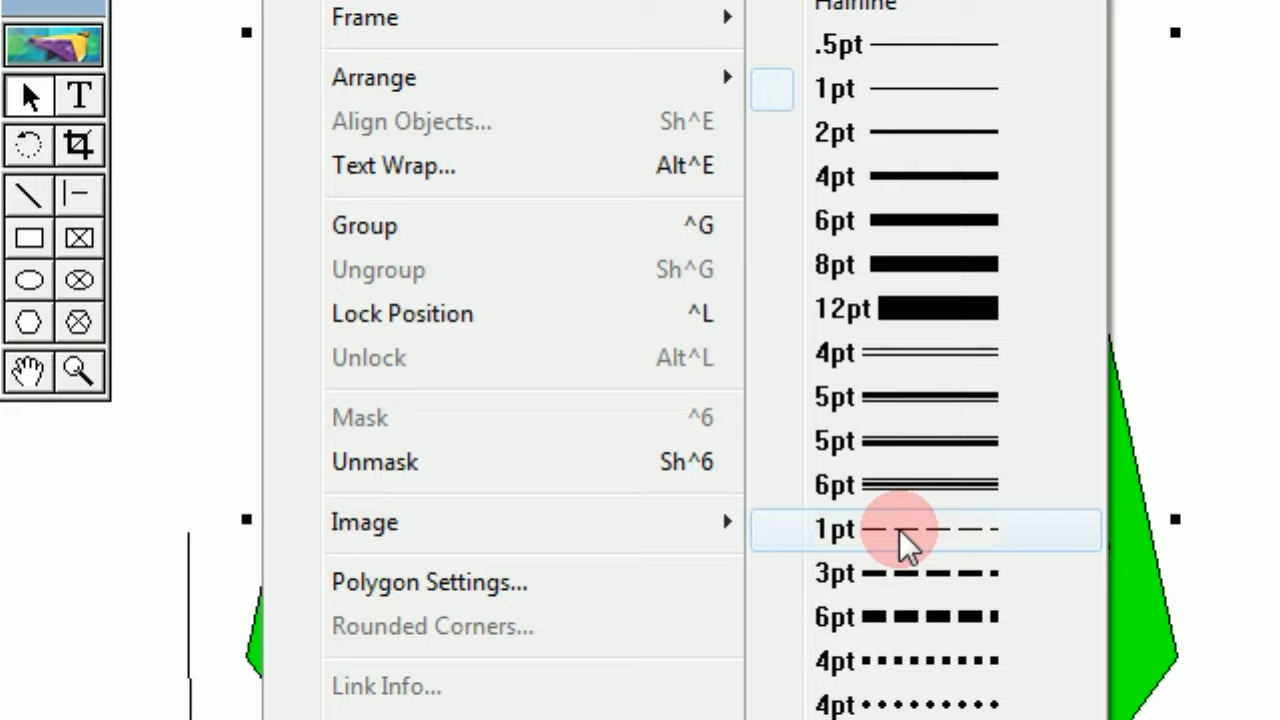 T
Frame
Arrange
Align Objects... Sh^E
Text Wrap... Alt^E
Group ^G
Ungroup Sh^G
Lock Position ^L
Unlock Alt^L
Mask ^6
Unmask Sh^6
Image
Polygon Settings...
Rounded Corners...
Link Info...
Hairline
.5pt
1pt
2pt
4pt
6pt
8pt
12pt
4pt
5pt
5pt
6pt
1pt
3pt
6pt
4pt
4pt